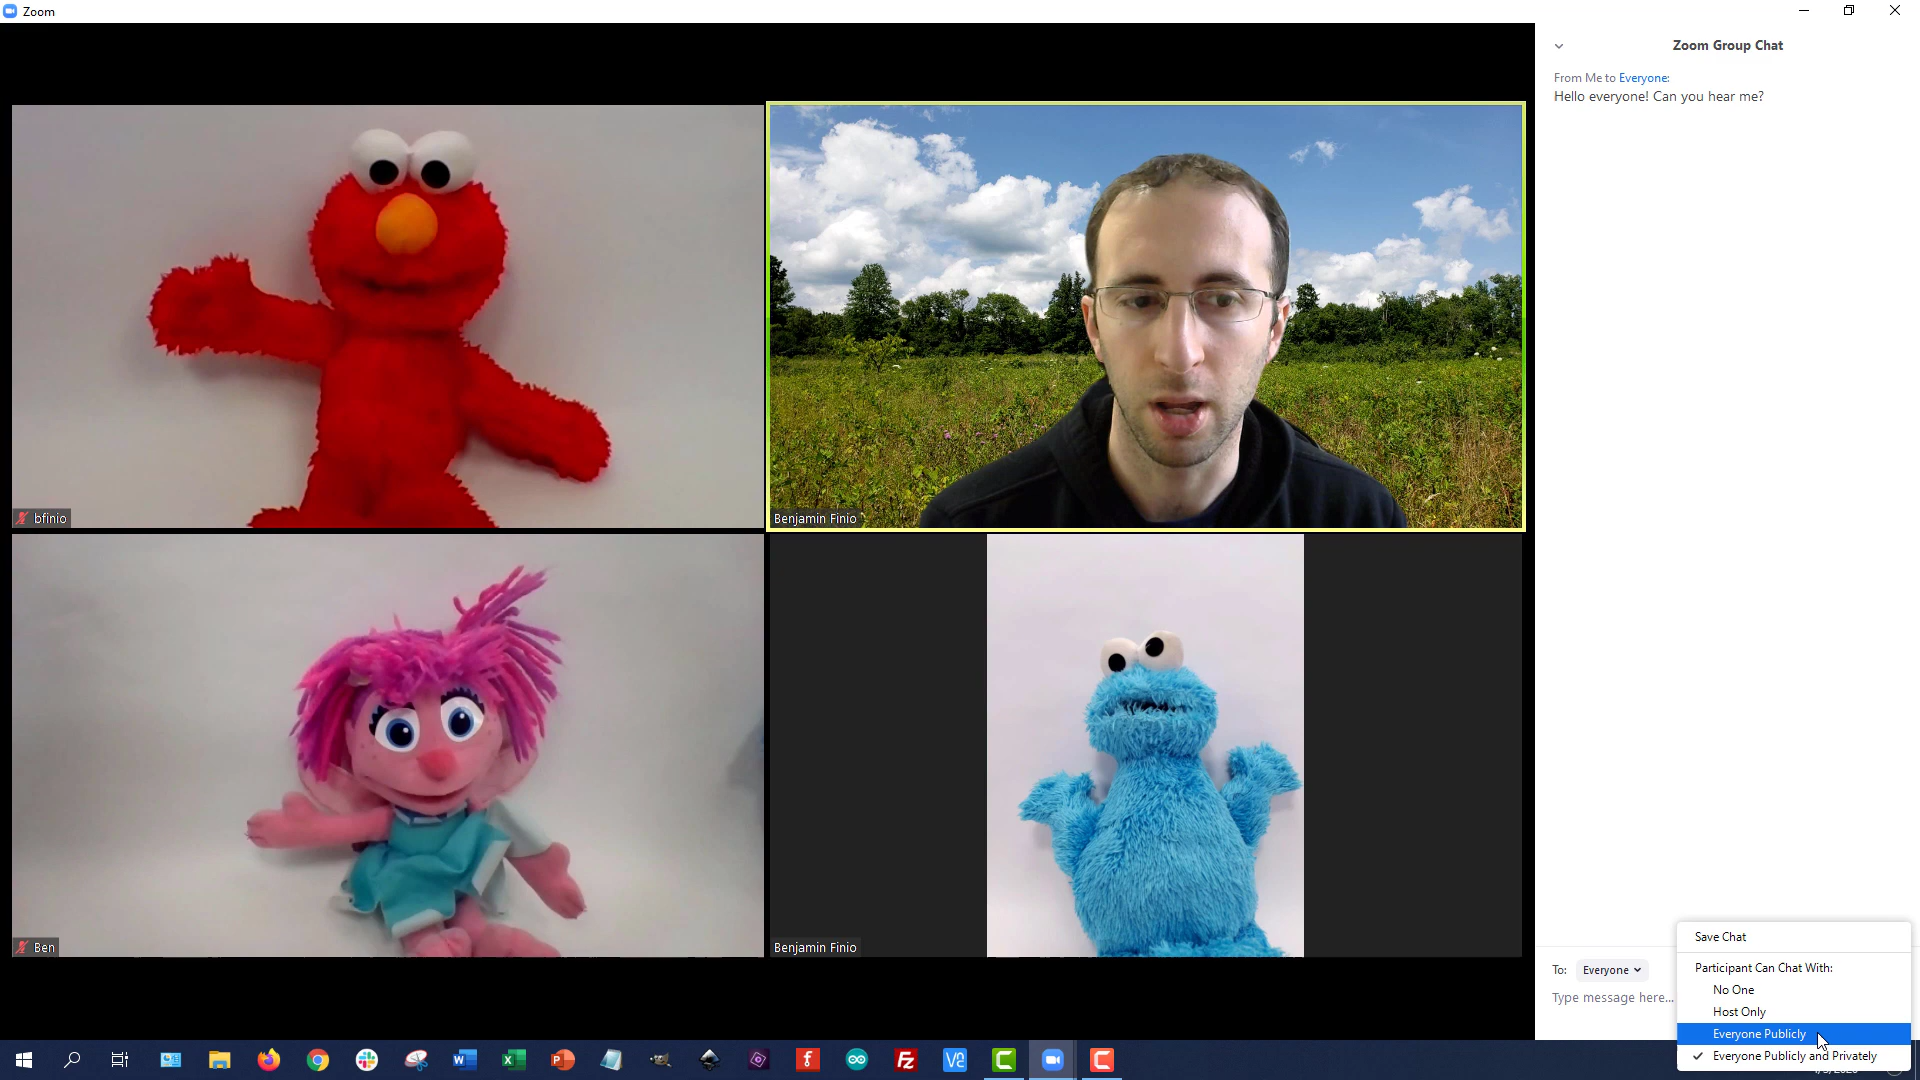 Zoom
Zoom Group Chat
From Me to Everyone:
Hello everyone! Can you hear me?
bfinio
Benjamin Finio
Ben
Benjamin Finio
Save Chat
Participant Can Chat With:
No One
Host Only
Everyone Publicly
Everyone Publicly and Privately
To: Everyone
Type message here...